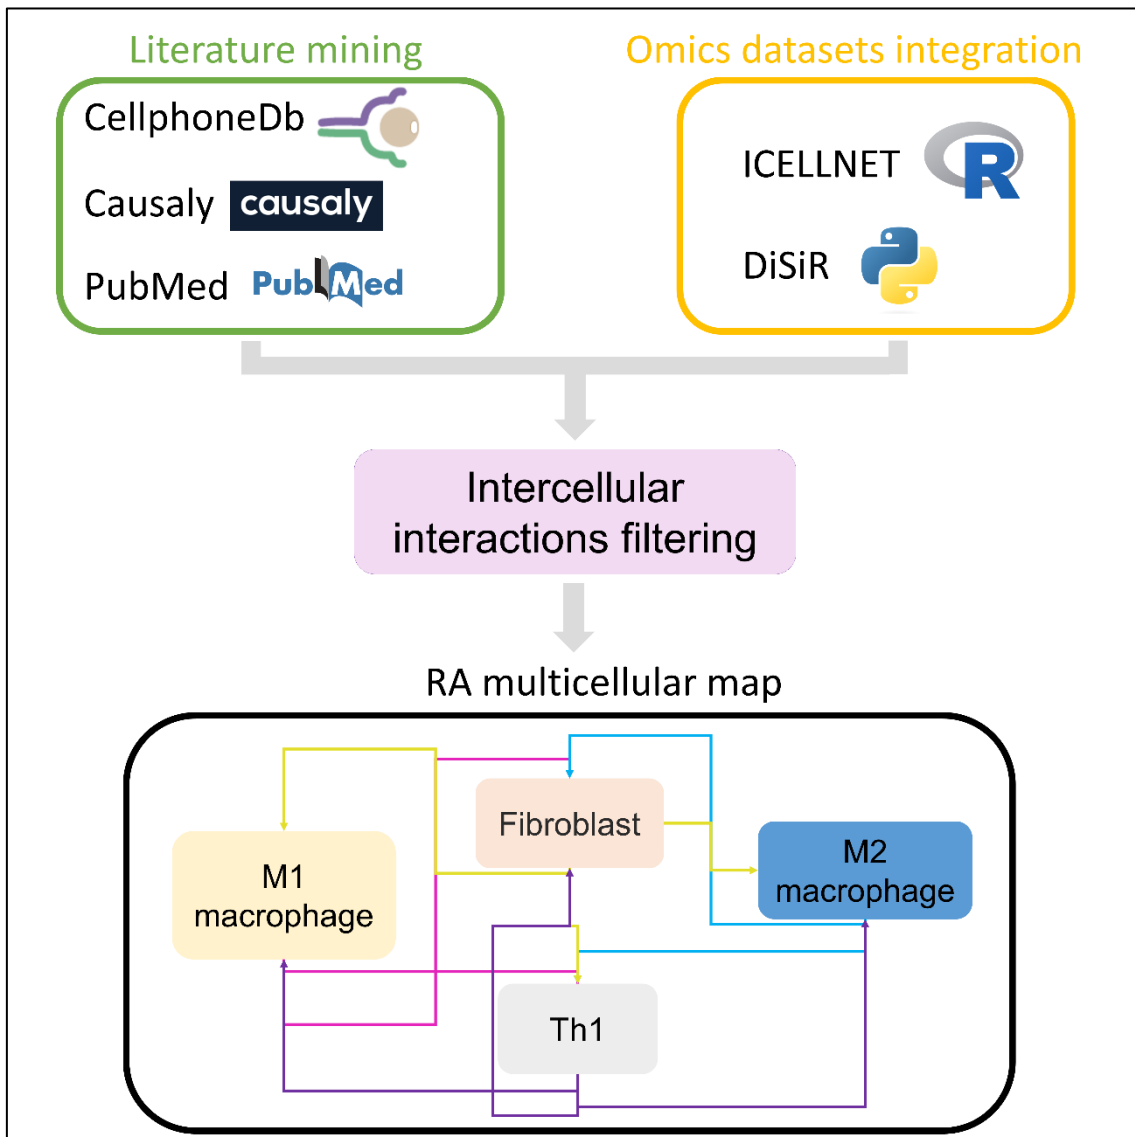 Literature mining
CellphoneDb
Causaly causaly
PubMed PubMed
Omics datasets integration
ICELLNET R
DiSiR
Intercellular
interactions filtering
RA multicellular map
Fibroblast
M1
macrophage
M2
macrophage
Th1